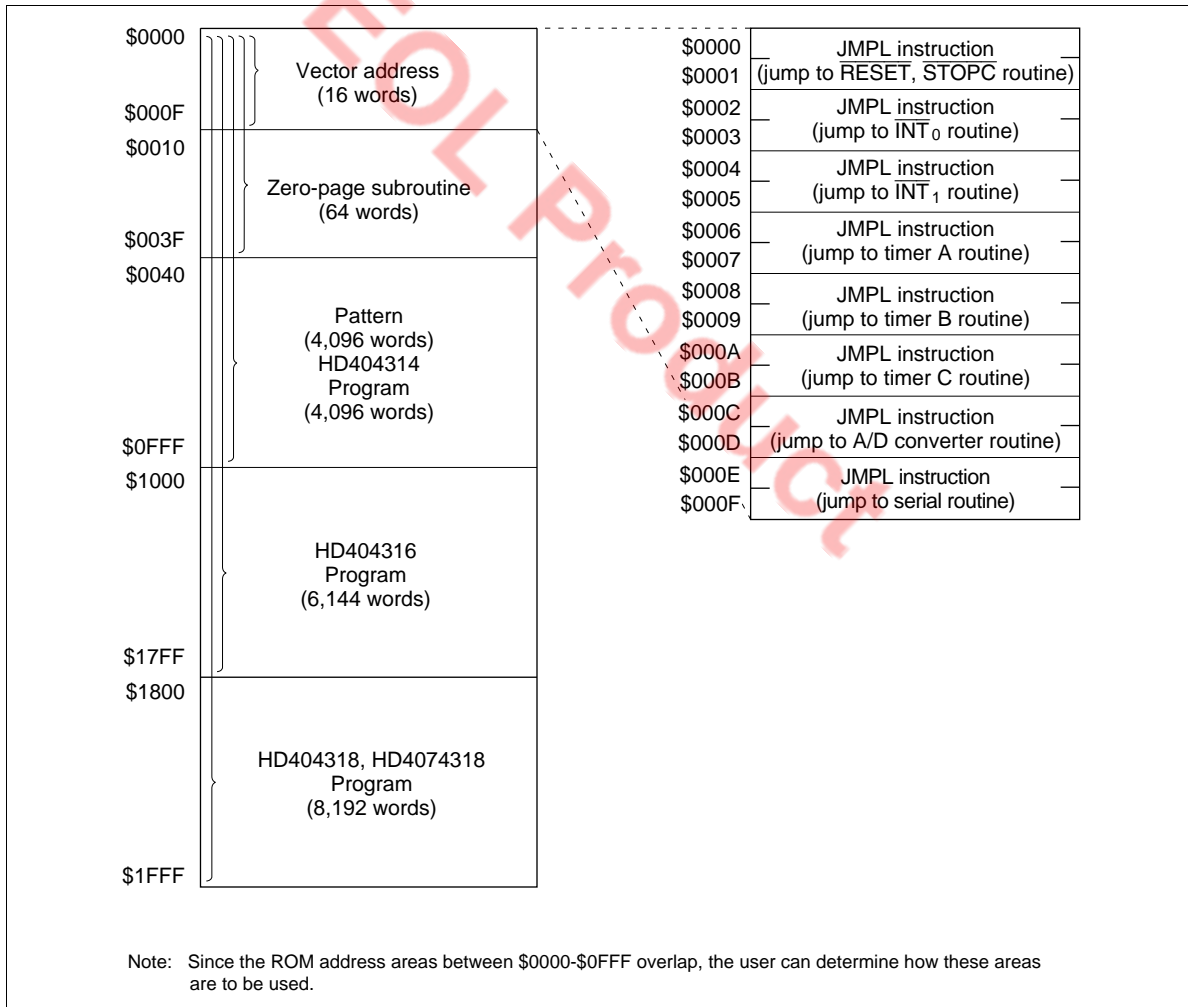 $0000
Vector address
(16 words)
$000F
$0010
Zero-page subroutine
(64 words)
$003F
$0040
Pattern
(4,096 words)
HD404314
Program
(4,096 words)
$0FFF
$1000
HD404316
Program
(6,144 words)
$17FF
$1800
HD404318, HD4074318
Program
(8,192 words)
$1FFF
$0000
JMPL instruction
$0001
(jump to RESET, STOPC routine)
$0002
JMPL instruction
$0003
(jump to INT0 routine)
$0004
JMPL instruction
$0005
(jump to INT1 routine)
$0006
JMPL instruction
$0007
(jump to timer A routine)
$0008
JMPL instruction
$0009
(jump to timer B routine)
$000A
JMPL instruction
$000B
(jump to timer C routine)
$000C
JMPL instruction
$000D
(jump to A/D converter routine)
$000E
JMPL instruction
$000F
(jump to serial routine)
EOL Product
Note: Since the ROM address areas between $0000-$0FFF overlap, the user can determine how these areas
are to be used.